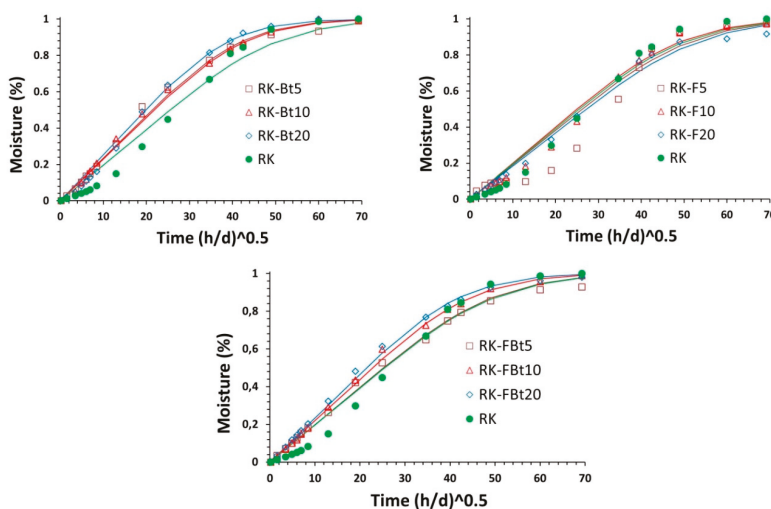 Moisture (%)
1
0.8
0.6
0.4
0.2
0
RK-Bt5
RK-Bt10
RK-Bt20
RK
0 10 20 30 40 50 60 70
Time (h/d)^0.5
Moisture (%)
1
0.8
0.6
0.4
0.2
0
RK-F5
RK-F10
RK-F20
RK
0 10 20 30 40 50 60 70
Time (h/d)^0.5
Moisture (%)
1
0,8
0,6
0,4
0,2
0
RK-FBt5
RK-FBt10
RK-FBt20
RK
0 10 20 30 40 50 60 70
Time (h/d)^0.5